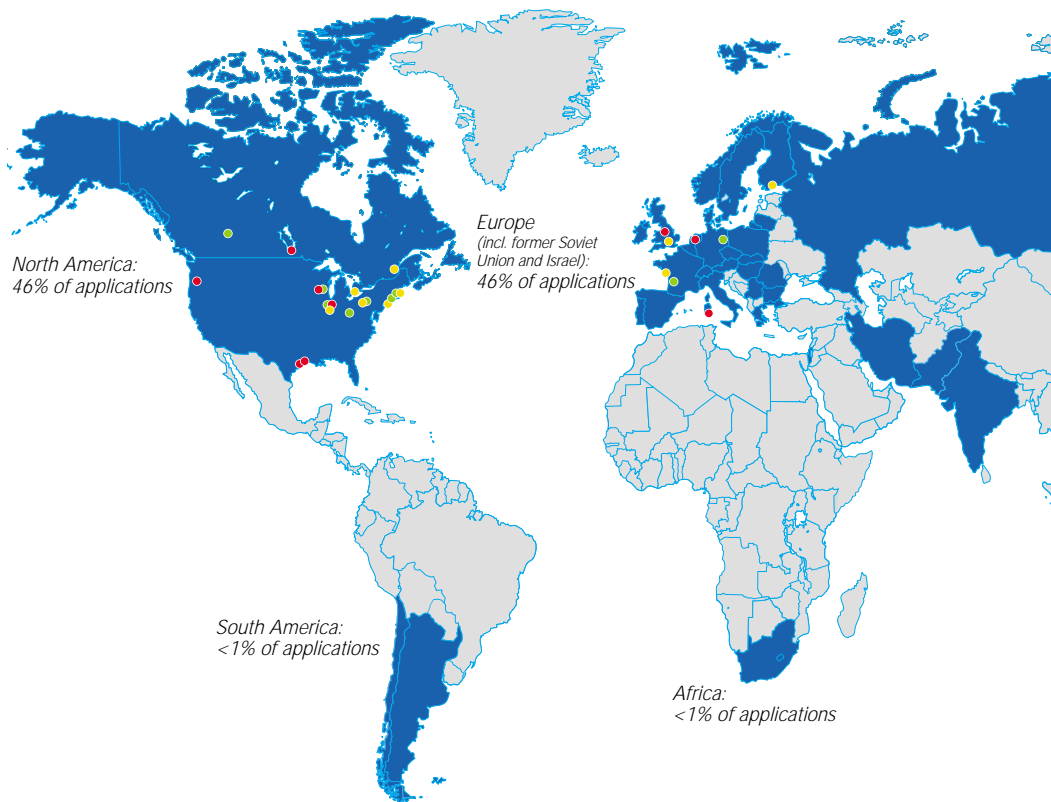 North America:
46% of applications
Europe
(incl. former Soviet
Union and Israel):
46% of applications
South America:
<1% of applications
Africa:
<1% of applications